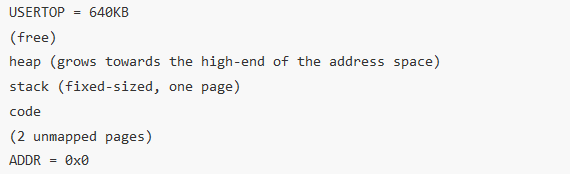 USERTOP = 640KB
(free)
heap (grows towards the high-end of the address space)
stack (fixed-sized, one page)
code
(2 unmapped pages)
ADDR = 0x0